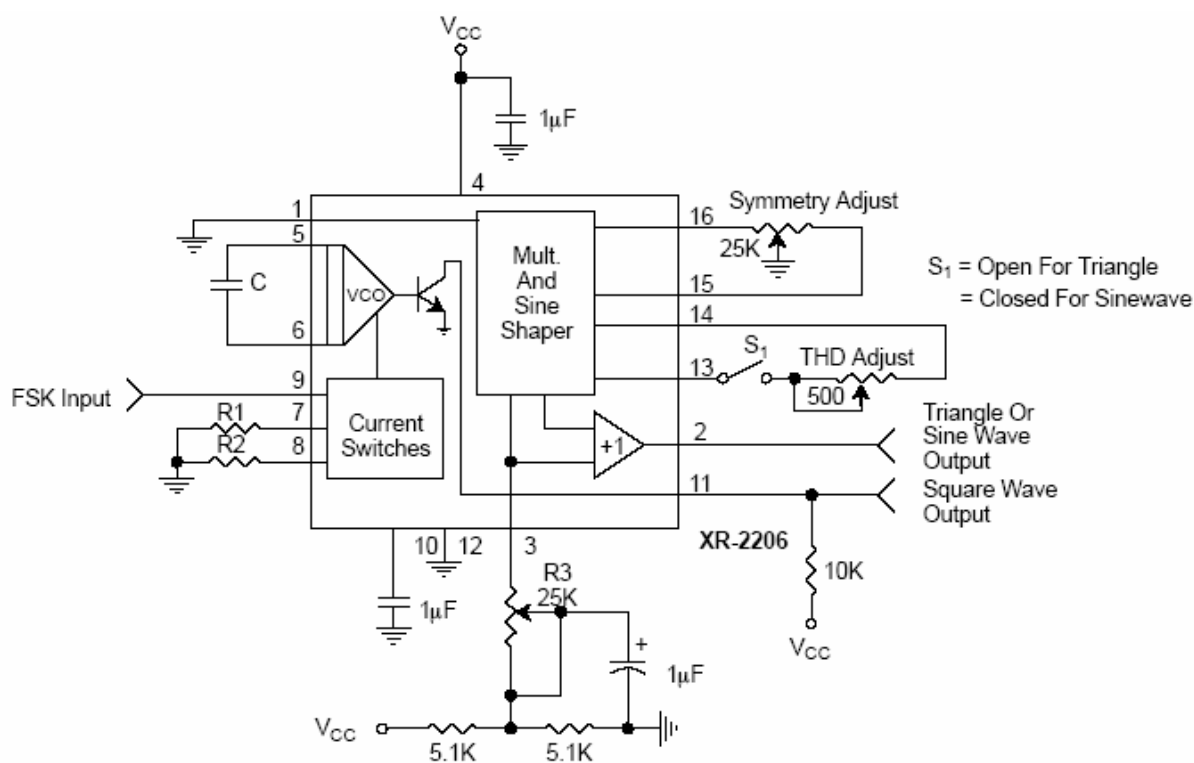 VCC
1μF
4
1
16
Symmetry Adjust
5
25K
C
VCO
Mult.
And
Sine
Shaper
S1 = Open For Triangle
= Closed For Sinewave
15
6
14
S1
THD Adjust
13
500
FSK Input
9
R1
7
R2
8
Current
Switches
+1
2
Triangle Or
Sine Wave
Output
11
Square Wave
Output
XR-2206
10
12
3
10K
R3
25K
1μF
VCC
+
1μF
VCC
5.1K
5.1K